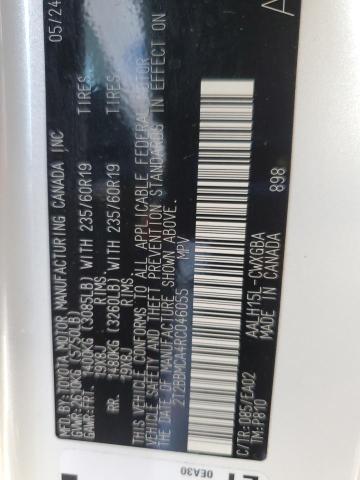 05/24
MFD. BY: TOYOTA MOTOR MANUFACTURING CANADA INC
GVWR: 2610KG (5750LB)
GAWR: FRT. 1400KG (3085LB) WITH 235/60R19 TIRES
19X8J RIMS
RR. 1480KG (3260LB) WITH 235/60R19 TIRES
19X8J RIMS
THIS VEHICLE CONFORMS TO ALL APPLICABLE FEDERAL MOTOR
VEHICLE SAFETY AND THEFT PREVENTION STANDARDS IN EFFECT ON
THE DATE OF MANUFACTURE SHOWN ABOVE.
2T2BBMCA4RC046055 MPV
C/TR: 085/EA02 AALH15L-CWXGBA
TM-P810 MADE IN CANADA 898
A
0EA30